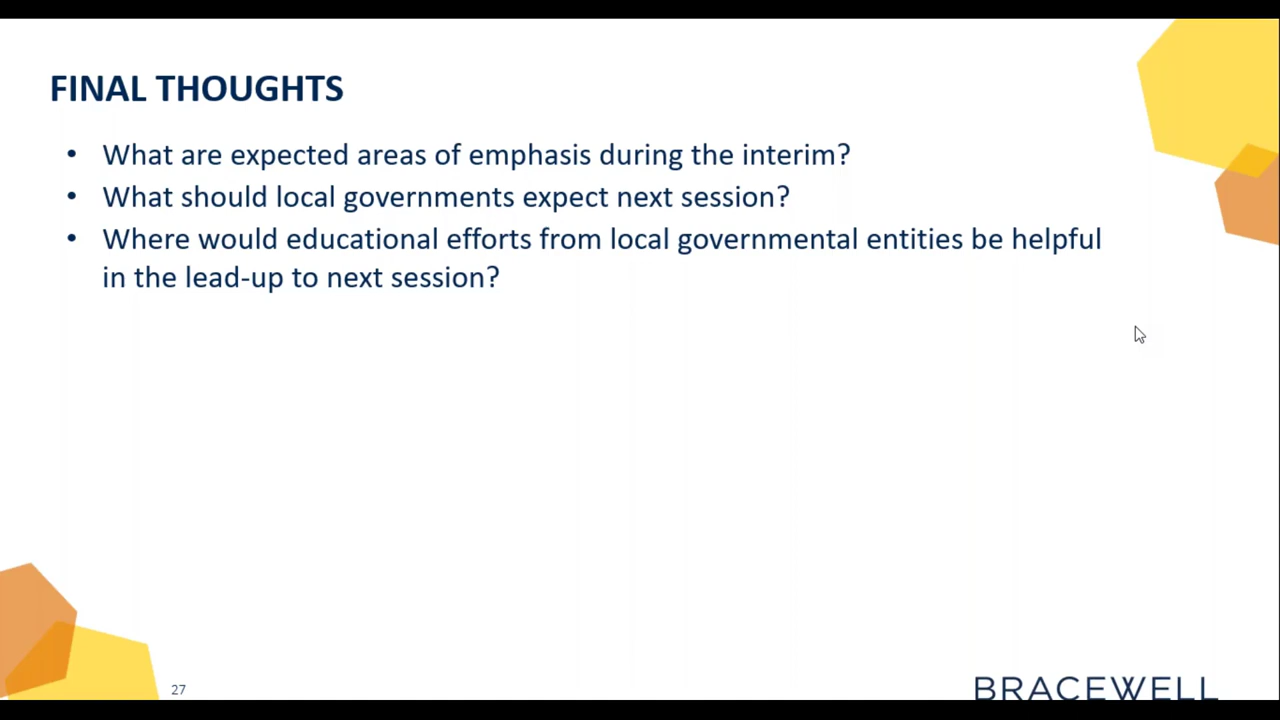 FINAL THOUGHTS
• What are expected areas of emphasis during the interim?
• What should local governments expect next session?
• Where would educational efforts from local governmental entities be helpful
in the lead-up to next session?
27
BRACEWELL